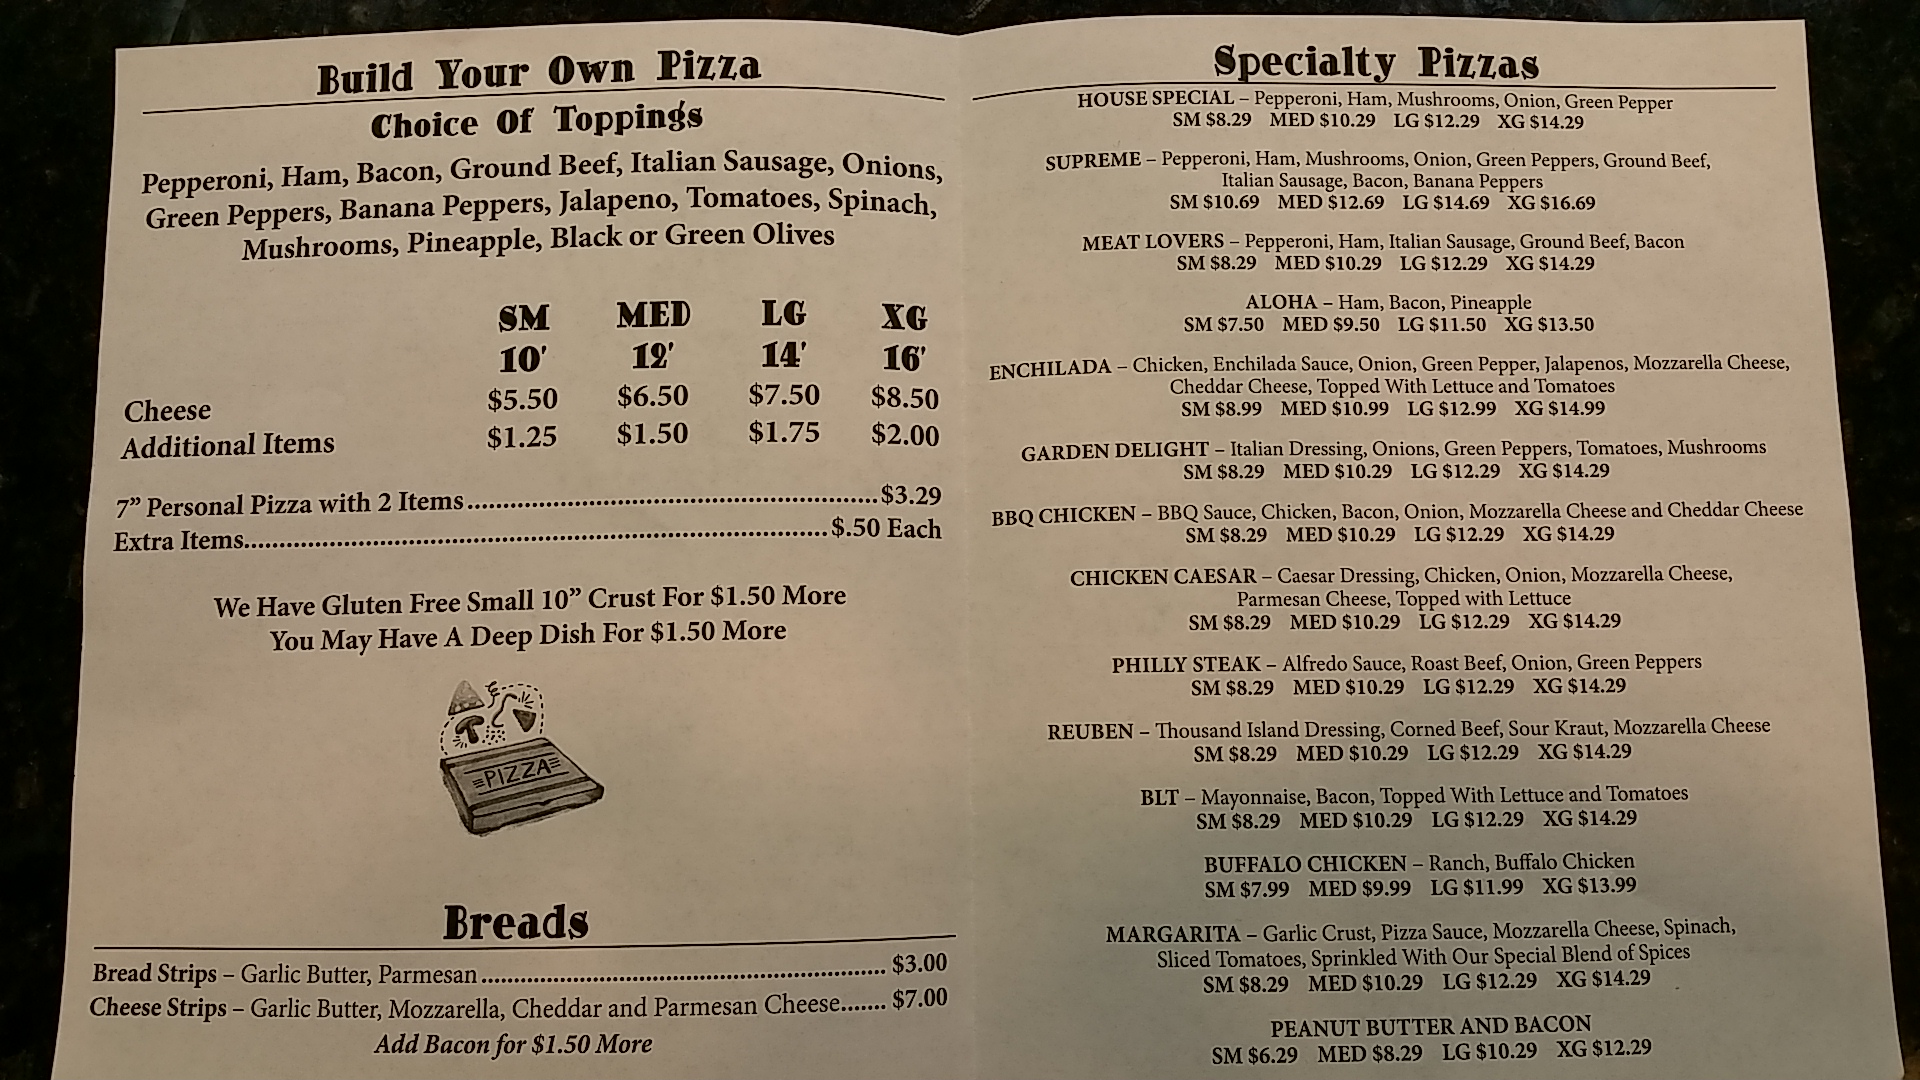 Build Your Own Pizza
Choice Of Toppings
Pepperoni, Ham, Bacon, Ground Beef, Italian Sausage, Onions,
Green Peppers, Banana Peppers, Jalapeno, Tomatoes, Spinach,
Mushrooms, Pineapple, Black or Green Olives
SM MED LG XG
10' 12' 14' 16'
Cheese $5.50 $6.50 $7.50 $8.50
Additional Items $1.25 $1.50 $1.75 $2.00
7” Personal Pizza with 2 Items....................$3.29
Extra Items....................$.50 Each
We Have Gluten Free Small 10” Crust For $1.50 More
You May Have A Deep Dish For $1.50 More
PIZZA
Breads
Bread Strips – Garlic Butter, Parmesan.................... $3.00
Cheese Strips – Garlic Butter, Mozzarella, Cheddar and Parmesan Cheese....... $7.00
Add Bacon for $1.50 More
Specialty Pizzas
HOUSE SPECIAL – Pepperoni, Ham, Mushrooms, Onion, Green Pepper
SM $8.29 MED $10.29 LG $12.29 XG $14.29
SUPREME – Pepperoni, Ham, Mushrooms, Onion, Green Peppers, Ground Beef,
Italian Sausage, Bacon, Banana Peppers
SM $10.69 MED $12.69 LG $14.69 XG $16.69
MEAT LOVERS – Pepperoni, Ham, Italian Sausage, Ground Beef, Bacon
SM $8.29 MED $10.29 LG $12.29 XG $14.29
ALOHA – Ham, Bacon, Pineapple
SM $7.50 MED $9.50 LG $11.50 XG $13.50
ENCHILADA – Chicken, Enchilada Sauce, Onion, Green Pepper, Jalapenos, Mozzarella Cheese,
Cheddar Cheese, Topped With Lettuce and Tomatoes
SM $8.99 MED $10.99 LG $12.99 XG $14.99
GARDEN DELIGHT – Italian Dressing, Onions, Green Peppers, Tomatoes, Mushrooms
SM $8.29 MED $10.29 LG $12.29 XG $14.29
BBQ CHICKEN – BBQ Sauce, Chicken, Bacon, Onion, Mozzarella Cheese and Cheddar Cheese
SM $8.29 MED $10.29 LG $12.29 XG $14.29
CHICKEN CAESAR – Caesar Dressing, Chicken, Onion, Mozzarella Cheese,
Parmesan Cheese, Topped with Lettuce
SM $8.29 MED $10.29 LG $12.29 XG $14.29
PHILLY STEAK – Alfredo Sauce, Roast Beef, Onion, Green Peppers
SM $8.29 MED $10.29 LG $12.29 XG $14.29
REUBEN – Thousand Island Dressing, Corned Beef, Sour Kraut, Mozzarella Cheese
SM $8.29 MED $10.29 LG $12.29 XG $14.29
BLT – Mayonnaise, Bacon, Topped With Lettuce and Tomatoes
SM $8.29 MED $10.29 LG $12.29 XG $14.29
BUFFALO CHICKEN – Ranch, Buffalo Chicken
SM $7.99 MED $9.99 LG $11.99 XG $13.99
MARGARITA – Garlic Crust, Pizza Sauce, Mozzarella Cheese, Spinach,
Sliced Tomatoes, Sprinkled With Our Special Blend of Spices
SM $8.29 MED $10.29 LG $12.29 XG $14.29
PEANUT BUTTER AND BACON
SM $6.29 MED $8.29 LG $10.29 XG $12.29